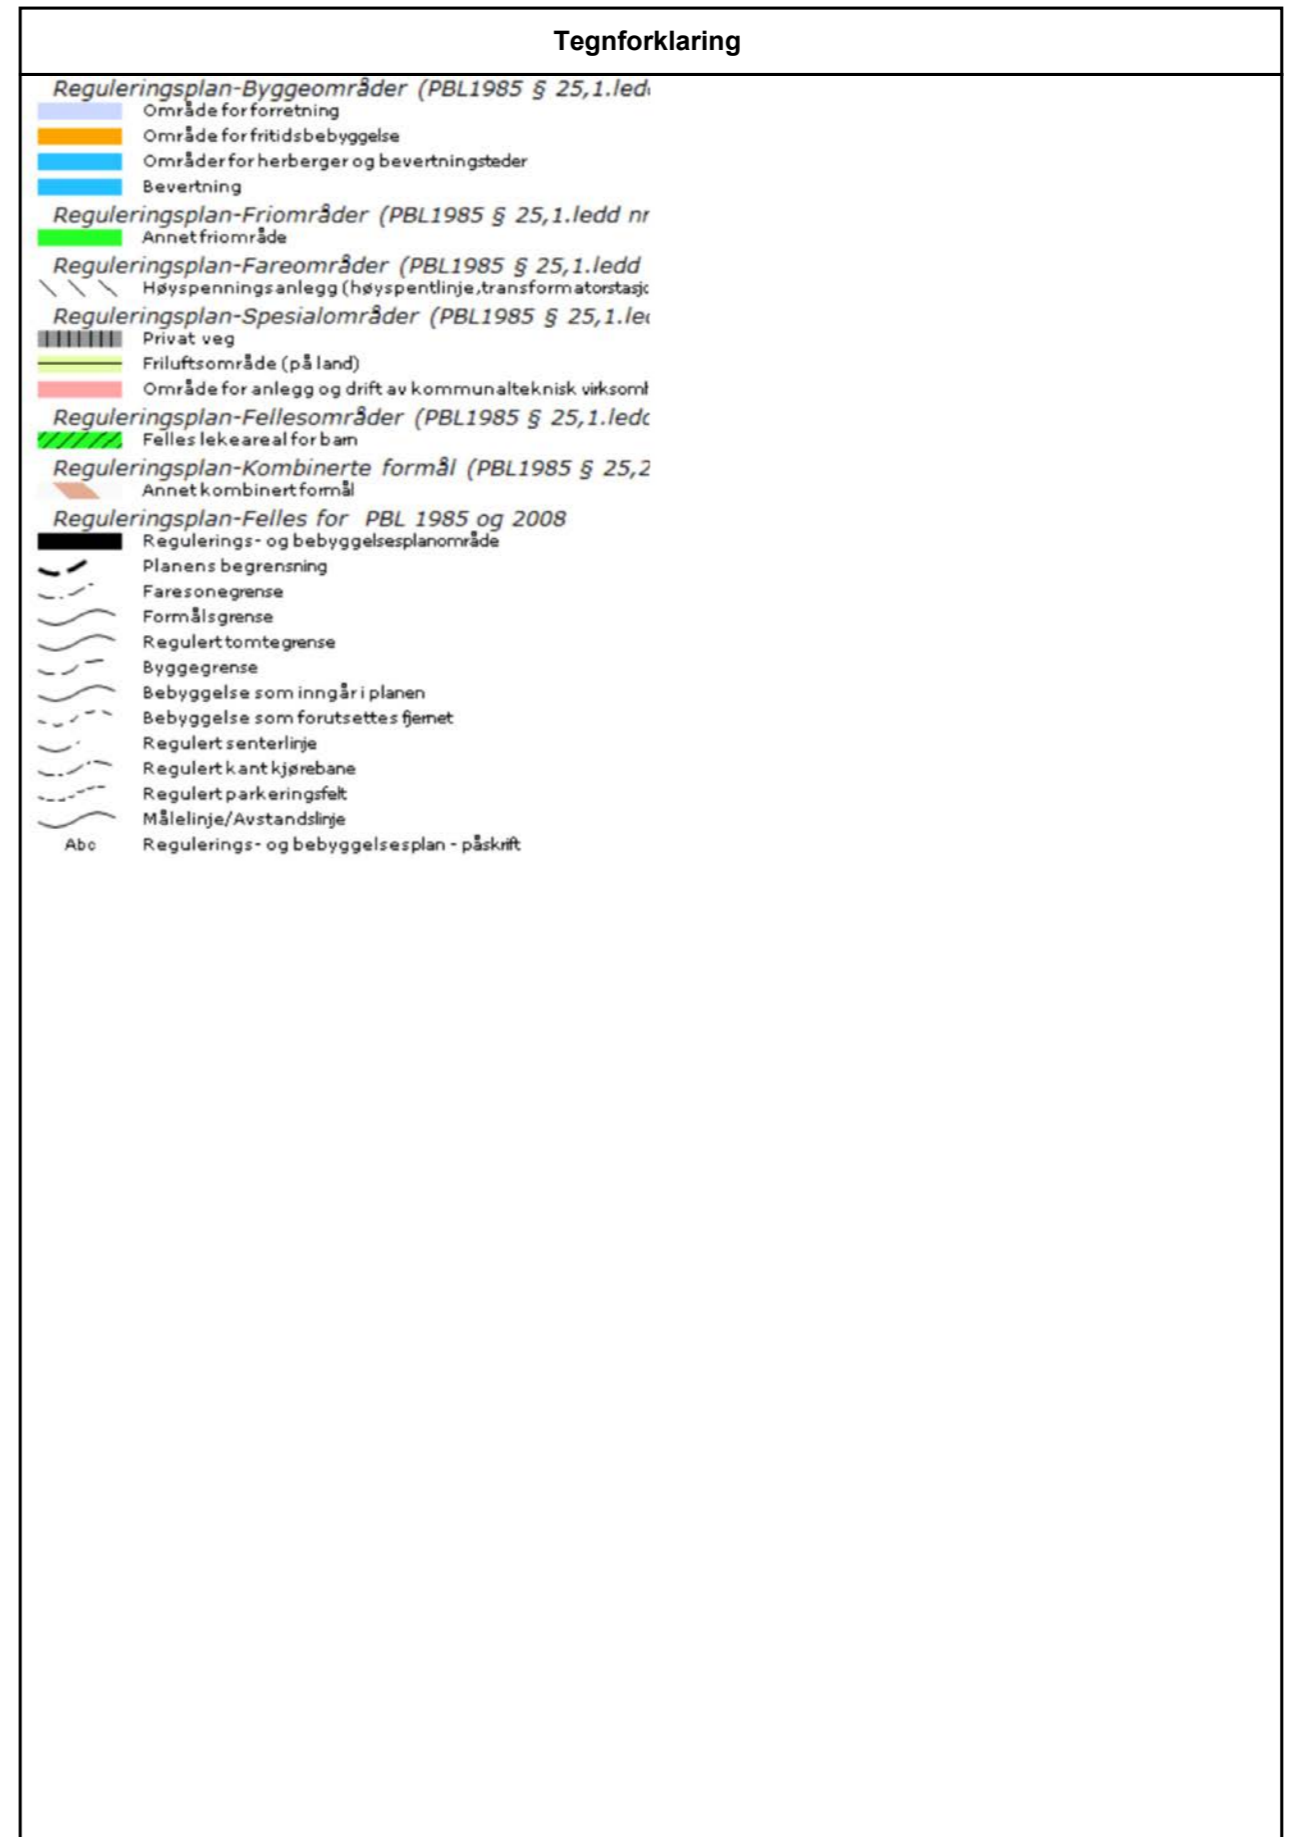 Tegnforklaring
Reguleringsplan-Byggeområder (PBL1985 § 25,1.led
Område for forretning
Område for fritidsbebyggelse
Områder for herberger og bevertningsteder
Bevertning
Reguleringsplan-Friområder (PBL1985 § 25,1.ledd nr
Annet friområde
Reguleringsplan-Fareområder (PBL1985 § 25,1.ledd
Høyspenningsanlegg (høyspentlinje,transformatorstasjo
Reguleringsplan-Spesialområder (PBL1985 § 25,1.le
Privat veg
Friluftsområde (på land)
Område for anlegg og drift av kommunalteknisk virksomh
Reguleringsplan-Fellesområder (PBL1985 § 25,1.ledd
Felles lekeareal for barn
Reguleringsplan-Kombinerte formål (PBL1985 § 25,2
Annet kombinert formål
Reguleringsplan-Felles for PBL 1985 og 2008
Regulerings- og bebyggelsesplanområde
Planens begrensning
Faresonegrense
Formålsgrense
Regulert tomtegrense
Byggegrense
Bebyggelse som inngår i planen
Bebyggelse som forutsettes fjernet
Regulert senterlinje
Regulert kant kjørebane
Regulert parkeringsfelt
Målelinje/Avstandslinje
Abc Regulerings- og bebyggelsesplan - påskrift